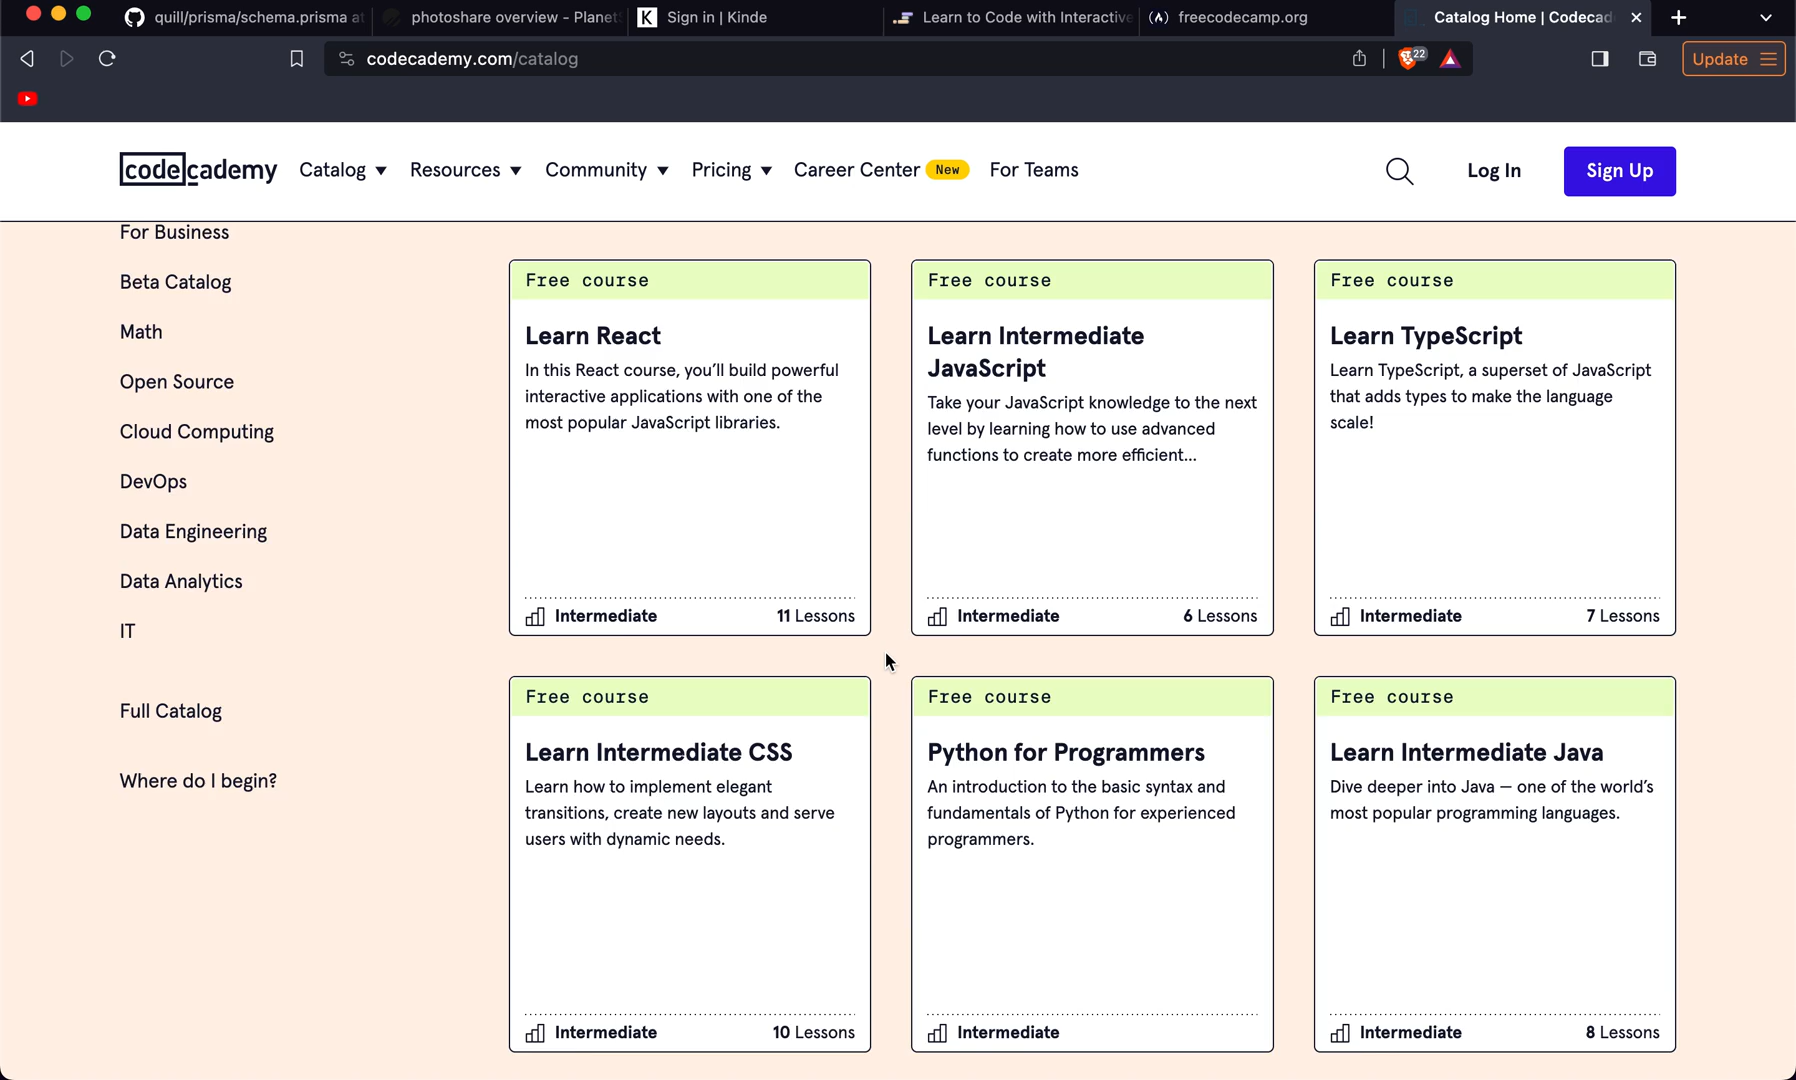 quill/prisma/schema.prisma at
photoshare overview - Planet
Sign in | Kinde
Learn to Code with Interactive
freecodecamp.org
Catalog Home | Codecad
codecademy.com/catalog
22
Update
codecademy
Catalog
Resources
Community
Pricing
Career Center New
For Teams
Log In
Sign Up
For Business
Beta Catalog
Math
Open Source
Cloud Computing
DevOps
Data Engineering
Data Analytics
IT
Full Catalog
Where do I begin?
Free course
Learn React
In this React course, you’ll build powerful
interactive applications with one of the
most popular JavaScript libraries.
Intermediate
11 Lessons
Free course
Learn Intermediate
JavaScript
Take your JavaScript knowledge to the next
level by learning how to use advanced
functions to create more efficient...
Intermediate
6 Lessons
Free course
Learn TypeScript
Learn TypeScript, a superset of JavaScript
that adds types to make the language
scale!
Intermediate
7 Lessons
Free course
Learn Intermediate CSS
Learn how to implement elegant
transitions, create new layouts and serve
users with dynamic needs.
Intermediate
10 Lessons
Free course
Python for Programmers
An introduction to the basic syntax and
fundamentals of Python for experienced
programmers.
Intermediate
Free course
Learn Intermediate Java
Dive deeper into Java — one of the world’s
most popular programming languages.
Intermediate
8 Lessons